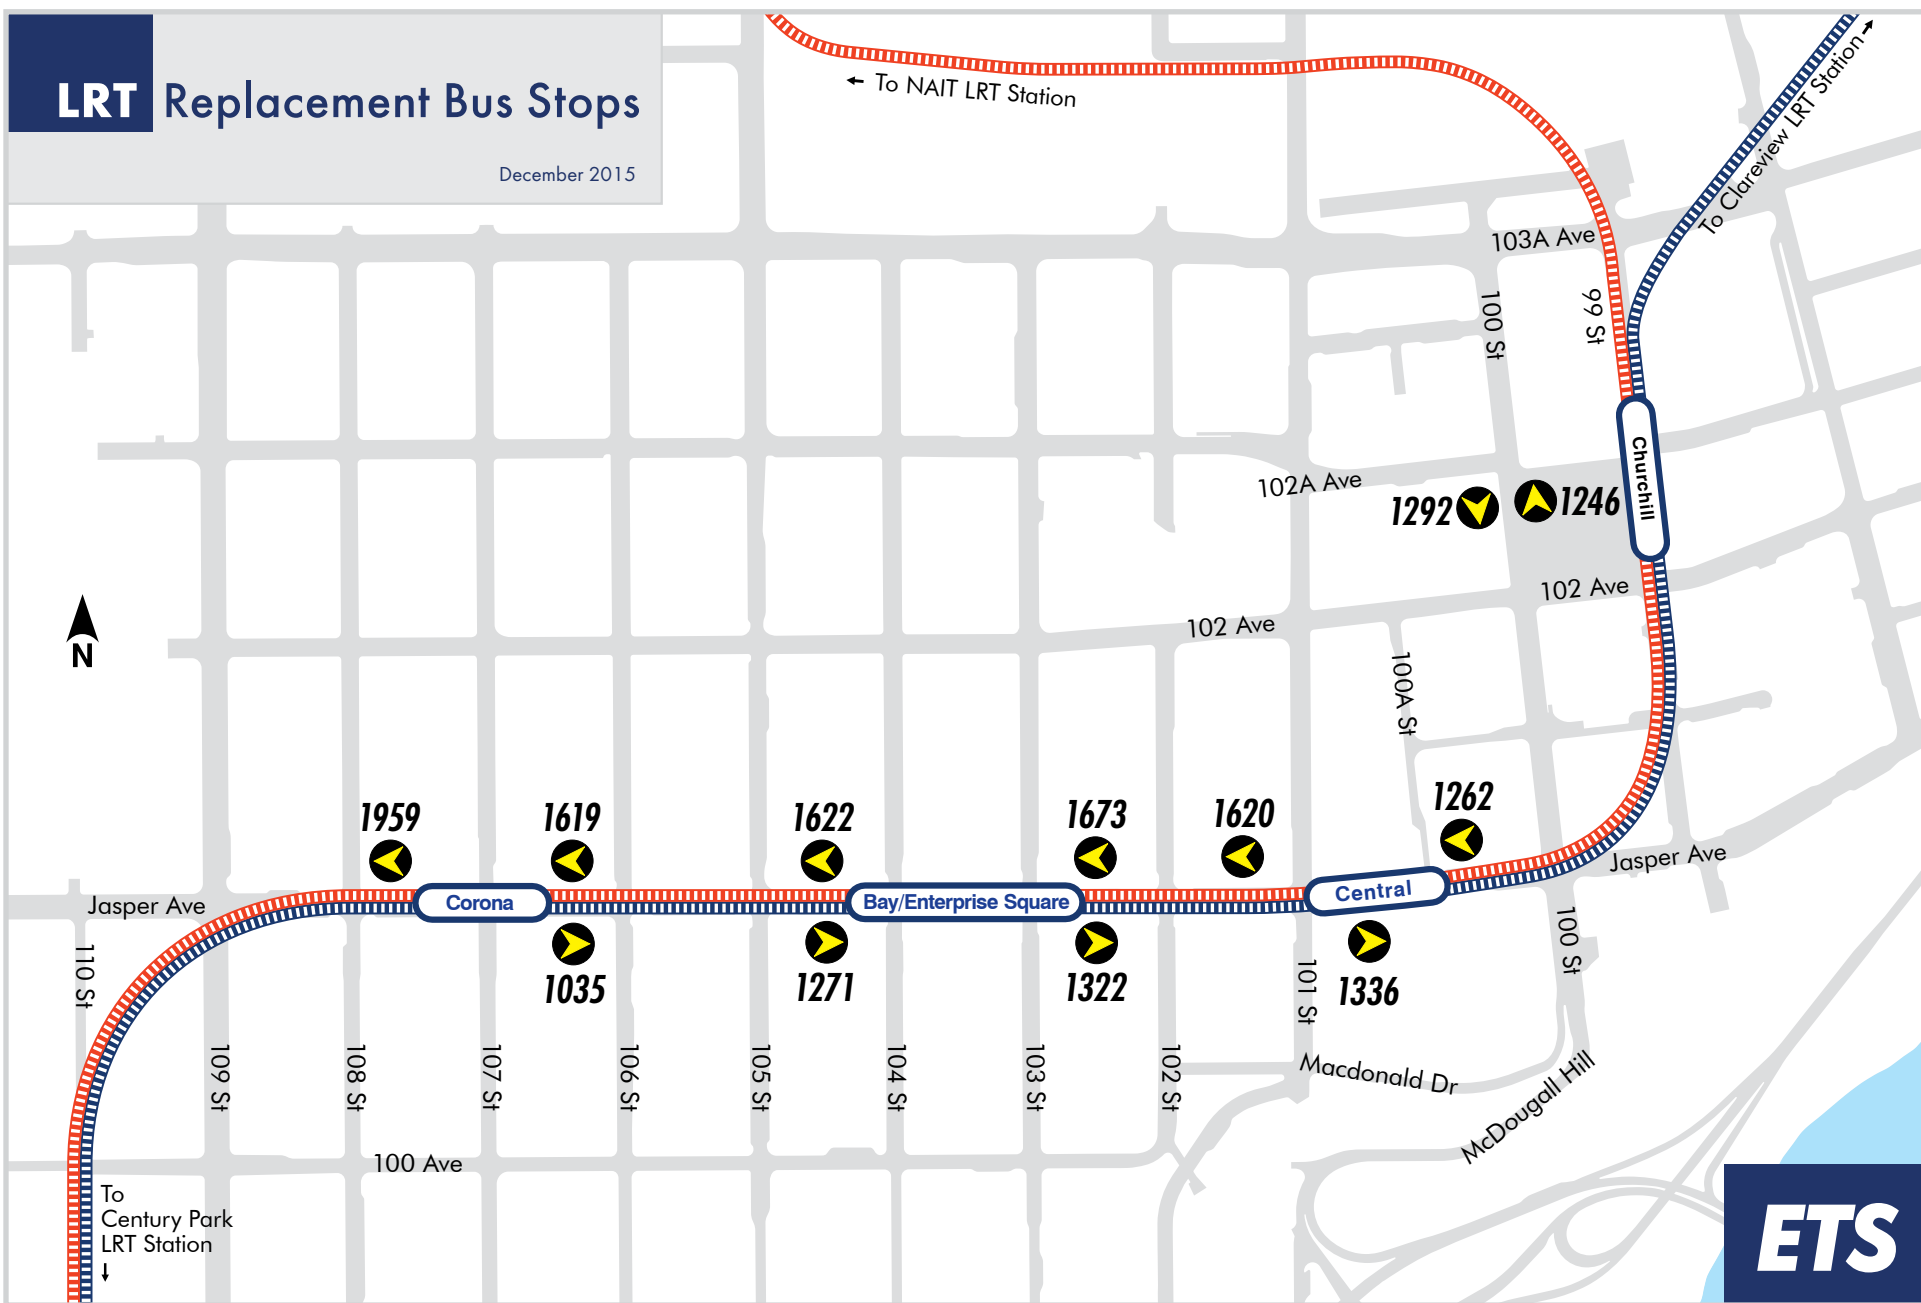 LRT Replacement Bus Stops
December 2015
← To NAIT LRT Station
To Clareview LRT Station →
103A Ave
100 St
99 St
Churchill
102A Ave
1292
1246
102 Ave
102 Ave
N
100A St
1959
1619
1622
1673
1620
1262
Jasper Ave
Jasper Ave
Corona
Bay/Enterprise Square
Central
110 St
1035
1271
1322
101 St
1336
100 St
109 St
108 St
107 St
106 St
105 St
104 St
103 St
102 St
Macdonald Dr
McDougall Hill
100 Ave
To
Century Park
LRT Station
↓
ETS